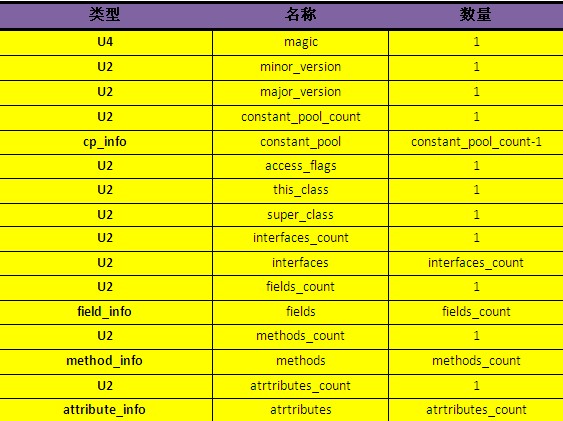 类型 名称 数量
U4 magic 1
U2 minor_version 1
U2 major_version 1
U2 constant_pool_count 1
cp_info constant_pool constant_pool_count-1
U2 access_flags 1
U2 this_class 1
U2 super_class 1
U2 interfaces_count 1
U2 interfaces interfaces_count
U2 fields_count 1
field_info fields fields_count
U2 methods_count 1
method_info methods methods_count
U2 atrtributes_count 1
attribute_info atrtributes atrtributes_count